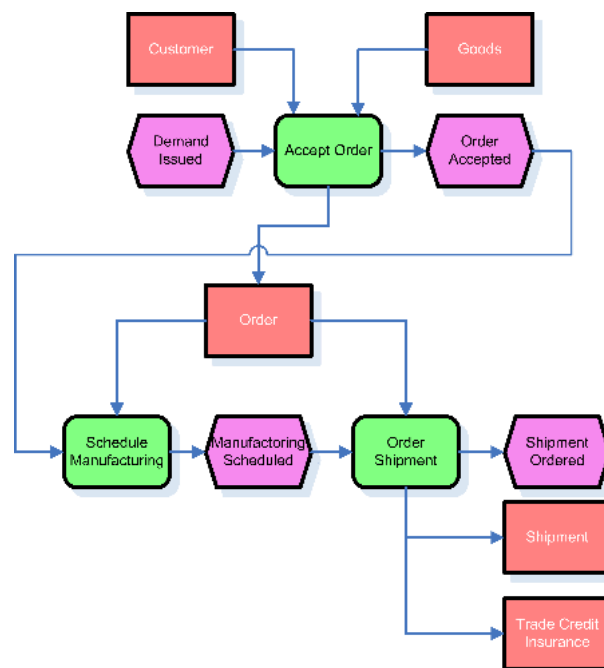 Customer
Goods
Demand
Issued
Accept Order
Order
Accepted
Order
Schedule
Manufacturing
Manufactoring
Scheduled
Order
Shipment
Shipment
Ordered
Shipment
Trade Credit
Insurance